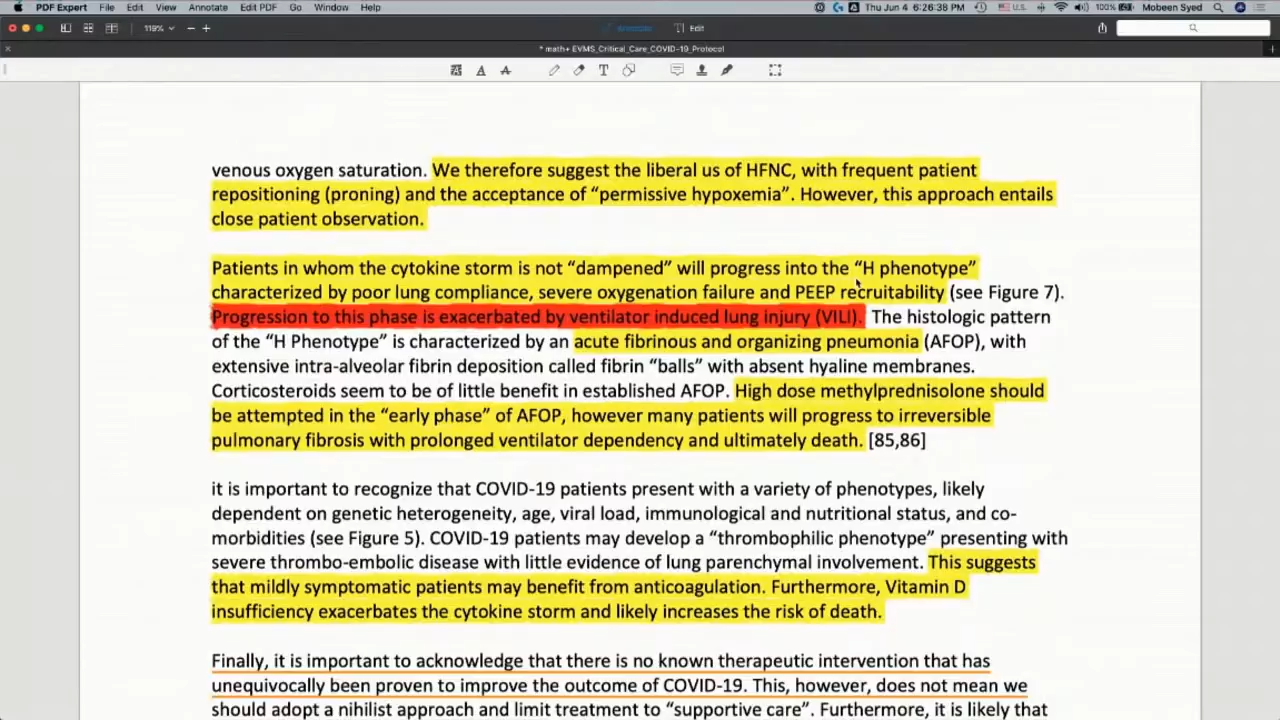 PDF Expert File Edit View Annotate Edit PDF Go Window Help Thu Jun 4 6:26:38 PM U.S. 100% Mobeen Syed
119% Annotate Edit
* math+ EVMS_Critical_Care_COVID-19_Protocol
venous oxygen saturation. We therefore suggest the liberal us of HFNC, with frequent patient
repositioning (proning) and the acceptance of “permissive hypoxemia”. However, this approach entails
close patient observation.
Patients in whom the cytokine storm is not “dampened” will progress into the “H phenotype”
characterized by poor lung compliance, severe oxygenation failure and PEEP recruitability (see Figure 7).
Progression to this phase is exacerbated by ventilator induced lung injury (VILI). The histologic pattern
of the “H Phenotype” is characterized by an acute fibrinous and organizing pneumonia (AFOP), with
extensive intra-alveolar fibrin deposition called fibrin “balls” with absent hyaline membranes.
Corticosteroids seem to be of little benefit in established AFOP. High dose methylprednisolone should
be attempted in the “early phase” of AFOP, however many patients will progress to irreversible
pulmonary fibrosis with prolonged ventilator dependency and ultimately death. [85,86]
it is important to recognize that COVID-19 patients present with a variety of phenotypes, likely
dependent on genetic heterogeneity, age, viral load, immunological and nutritional status, and co-
morbidities (see Figure 5). COVID-19 patients may develop a “thrombophilic phenotype” presenting with
severe thrombo-embolic disease with little evidence of lung parenchymal involvement. This suggests
that mildly symptomatic patients may benefit from anticoagulation. Furthermore, Vitamin D
insufficiency exacerbates the cytokine storm and likely increases the risk of death.
Finally, it is important to acknowledge that there is no known therapeutic intervention that has
unequivocally been proven to improve the outcome of COVID-19. This, however, does not mean we
should adopt a nihilist approach and limit treatment to “supportive care”. Furthermore, it is likely that